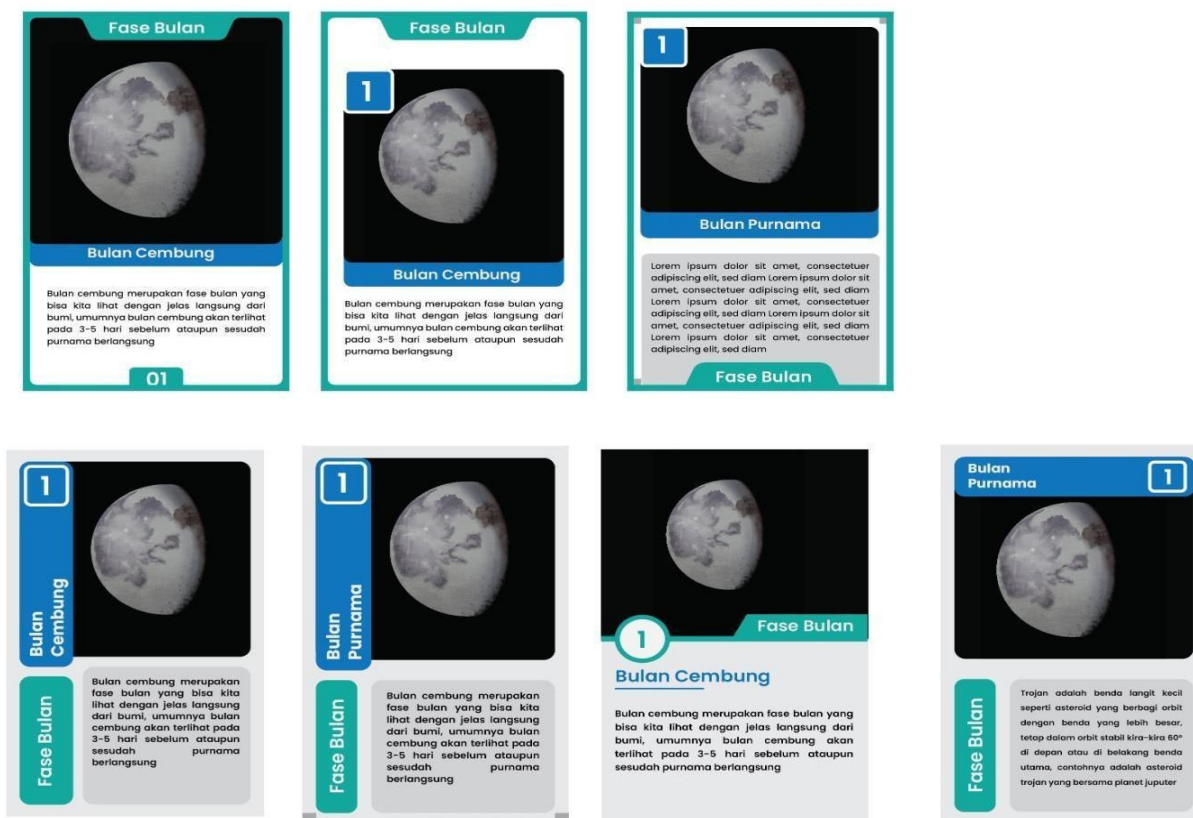 Fase Bulan
Bulan Cembung
Bulan cembung merupakan fase bulan yang
bisa kita lihat dengan jelas langsung dari
bumi, umumnya bulan cembung akan terlihat
pada 3-5 hari sebelum ataupun sesudah
purnama berlangsung
01
Fase Bulan
1
Bulan Cembung
Bulan cembung merupakan fase bulan yang
bisa kita lihat dengan jelas langsung dari
bumi, umumnya bulan cembung akan terlihat
pada 3-5 hari sebelum ataupun sesudah
purnama berlangsung
1
Bulan Purnama
Lorem ipsum dolor sit amet, consectetuer
adipiscing elit, sed diam Lorem ipsum dolor sit
amet, consectetuer adipiscing elit, sed diam
Lorem ipsum dolor sit amet, consectetuer
adipiscing elit, sed diam Lorem ipsum dolor sit
amet, consectetuer adipiscing elit, sed diam
Lorem ipsum dolor sit amet, consectetuer
adipiscing elit, sed diam
Fase Bulan
1
Bulan
Cembung
Fase Bulan
Bulan cembung merupakan
fase bulan yang bisa kita
lihat dengan jelas langsung
dari bumi, umumnya bulan
cembung akan terlihat pada
3-5 hari sebelum ataupun
sesudah purnama
berlangsung
1
Bulan
Purnama
Fase Bulan
Bulan cembung merupakan
fase bulan yang bisa kita
lihat dengan jelas langsung
dari bumi, umumnya bulan
cembung akan terlihat pada
3-5 hari sebelum ataupun
sesudah purnama
berlangsung
Fase Bulan
1
Bulan Cembung
Bulan cembung merupakan fase bulan yang
bisa kita lihat dengan jelas langsung dari
bumi, umumnya bulan cembung akan
terlihat pada 3-5 hari sebelum ataupun
sesudah purnama berlangsung
Bulan
Purnama
1
Fase Bulan
Trojan adalah benda langit kecil
seperti asteroid yang berbagi orbit
dengan benda yang lebih besar,
tetap dalam orbit stabil kira-kira 60°
di depan atau di belakang benda
utama, contohnya adalah asteroid
trojan yang bersama planet juputer